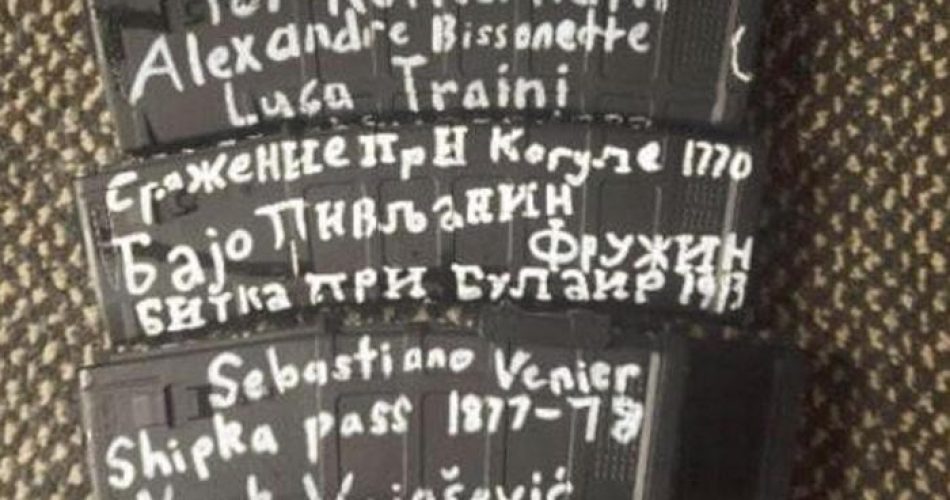 Alexandre Bissonette
Luca Traini
Сражение при Кагуле 1770
Бајо Пивљанин
Фружин
Битка при Булаир 1913
Sebastiano Venier
Shipka pass 1877-78